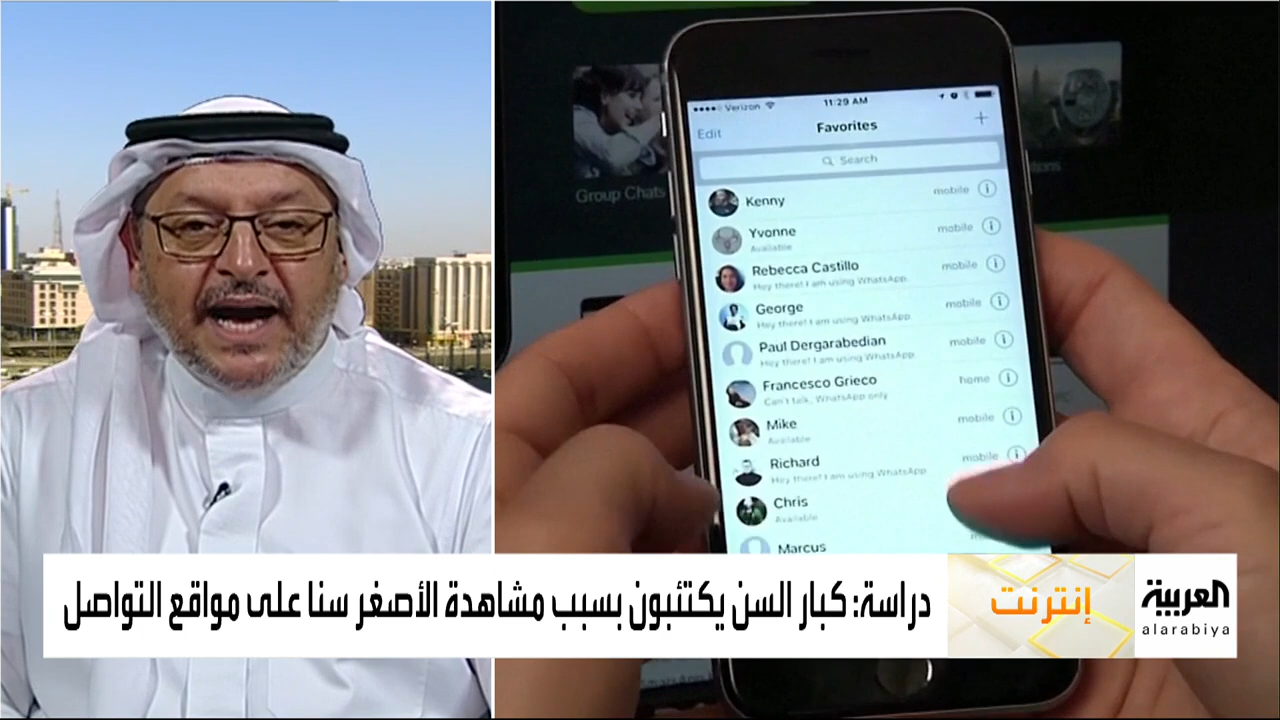 Verizon
11:29 AM
Edit
Favorites
+
Search
Kenny
mobile
Yvonne
Available
mobile
Rebecca Castillo
Hey there! I am using WhatsApp.
mobile
George
Hey there! I am using WhatsApp.
mobile
Paul Dergarabedian
Hey there! I am using WhatsApp.
mobile
Francesco Grieco
Can't talk, WhatsApp only
home
Mike
Available
mobile
Richard
Hey there! I am using WhatsApp.
mobile
Chris
Available
Marcus
Group Chats
العربية
alarabiya
إنترنت
دراسة: كبار السن يكتئبون بسبب مشاهدة الأصغر سنا على مواقع التواصل